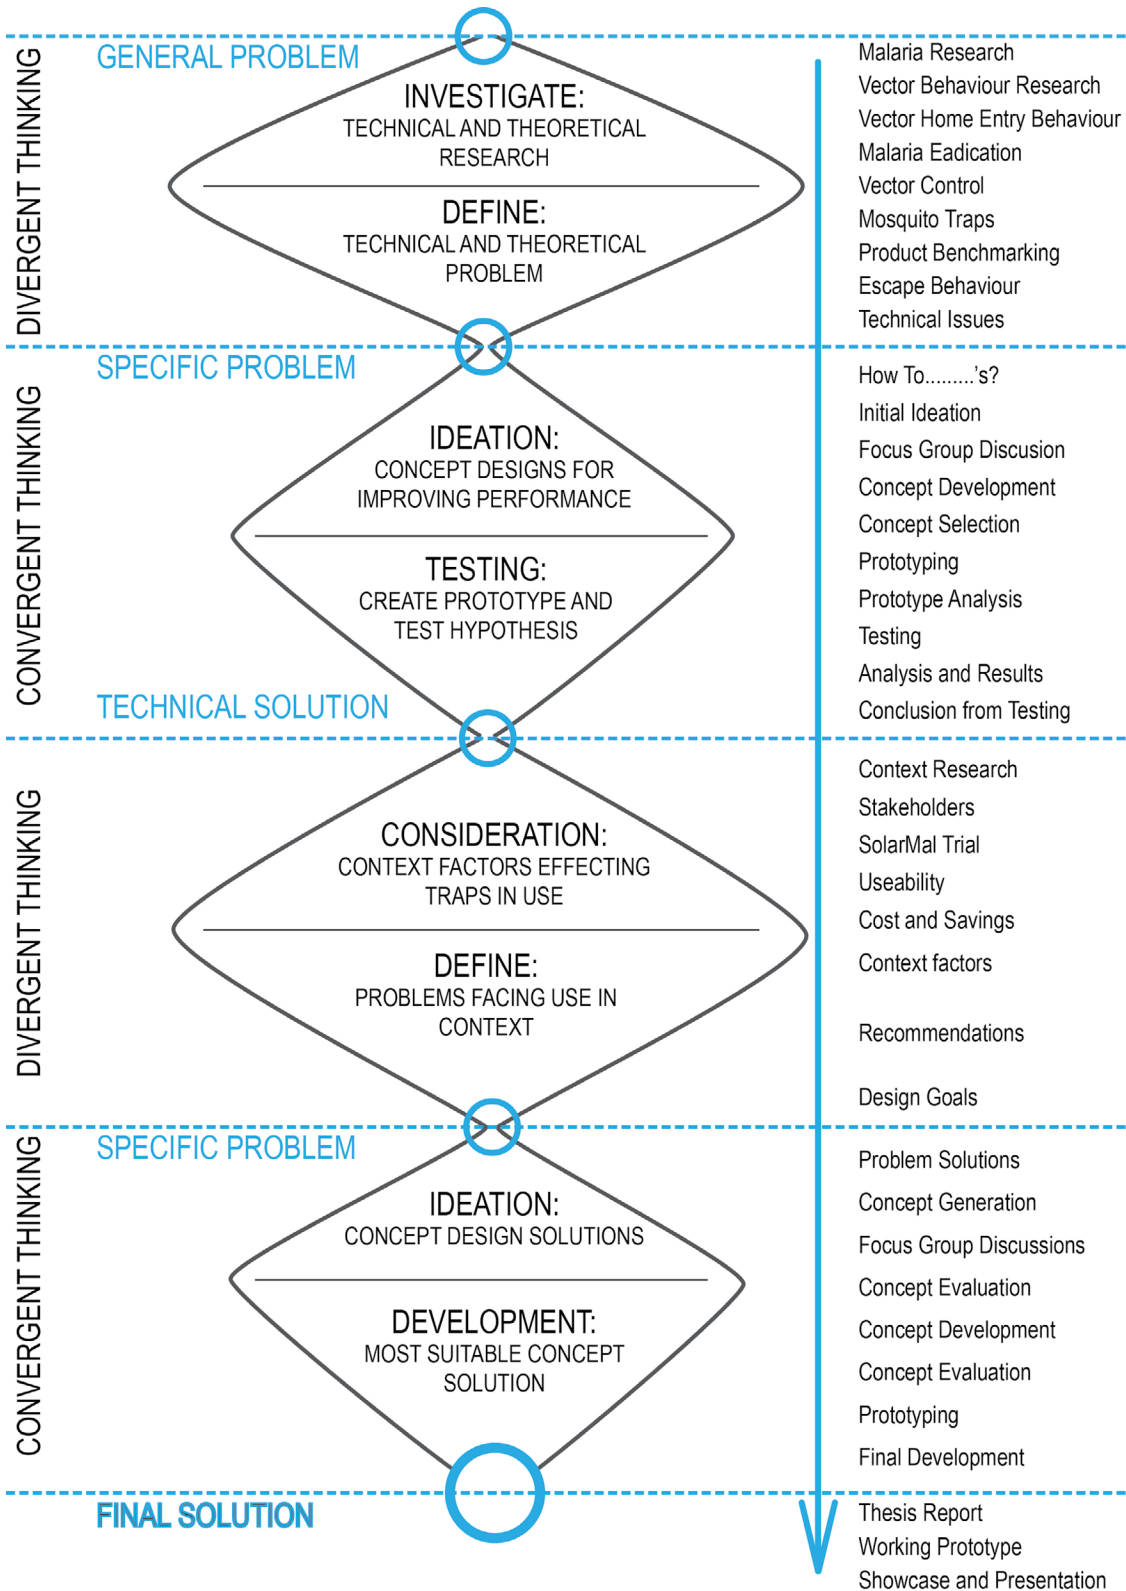 DIVERGENT THINKING
GENERAL PROBLEM
INVESTIGATE:
TECHNICAL AND THEORETICAL
RESEARCH
DEFINE:
TECHNICAL AND THEORETICAL
PROBLEM
Malaria Research
Vector Behaviour Research
Vector Home Entry Behaviour
Malaria Eadication
Vector Control
Mosquito Traps
Product Benchmarking
Escape Behaviour
Technical Issues
CONVERGENT THINKING
SPECIFIC PROBLEM
IDEATION:
CONCEPT DESIGNS FOR
IMPROVING PERFORMANCE
TESTING:
CREATE PROTOTYPE AND
TEST HYPOTHESIS
TECHNICAL SOLUTION
How To.........'s?
Initial Ideation
Focus Group Discusion
Concept Development
Concept Selection
Prototyping
Prototype Analysis
Testing
Analysis and Results
Conclusion from Testing
DIVERGENT THINKING
CONSIDERATION:
CONTEXT FACTORS EFFECTING
TRAPS IN USE
DEFINE:
PROBLEMS FACING USE IN
CONTEXT
Context Research
Stakeholders
SolarMal Trial
Useability
Cost and Savings
Context factors
Recommendations
Design Goals
CONVERGENT THINKING
SPECIFIC PROBLEM
IDEATION:
CONCEPT DESIGN SOLUTIONS
DEVELOPMENT:
MOST SUITABLE CONCEPT
SOLUTION
Problem Solutions
Concept Generation
Focus Group Discussions
Concept Evaluation
Concept Development
Concept Evaluation
Prototyping
Final Development
FINAL SOLUTION
Thesis Report
Working Prototype
Showcase and Presentation